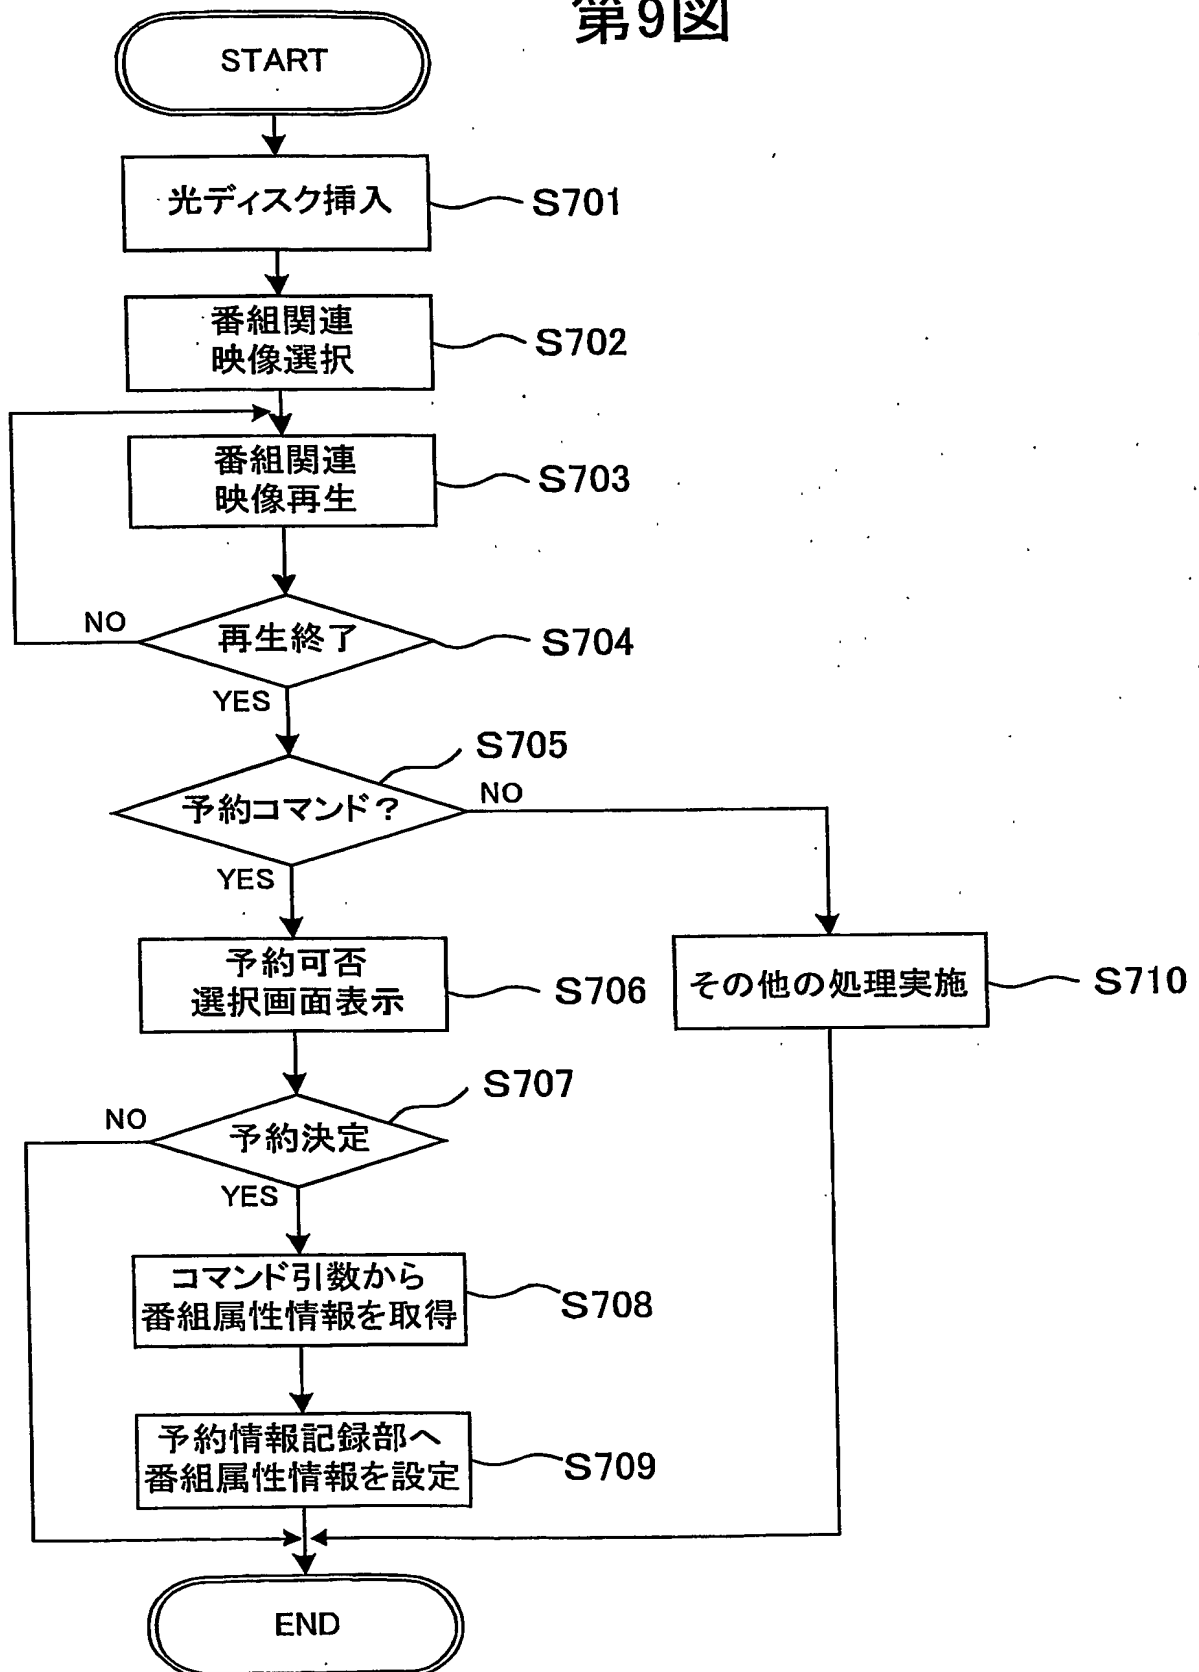 第9図
START
光ディスク挿入
S701
番組関連
映像選択
S702
番組関連
映像再生
S703
再生終了
S704
NO
YES
予約コマンド?
S705
NO
YES
予約可否
選択画面表示
S706
その他の処理実施
S710
予約決定
S707
NO
YES
コマンド引数から
番組属性情報を取得
S708
予約情報記録部へ
番組属性情報を設定
S709
END